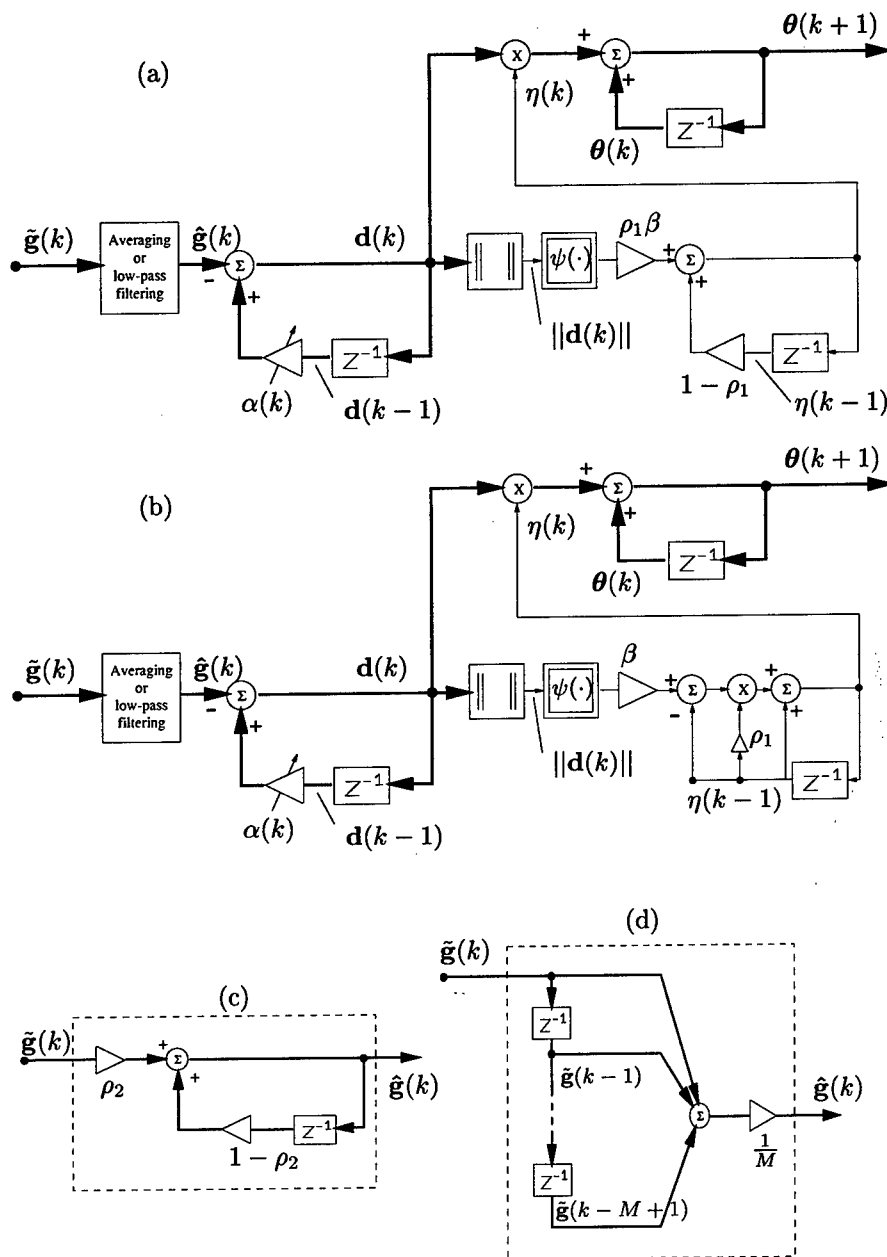 (a)
θ(k+1)
+
X
Σ
η(k)
+
Z⁻¹
θ(k)
g̃(k)
Averaging
or
low-pass
filtering
ĝ(k)
-
Σ
+
d(k)
|| ||
ψ(·)
ρ₁β
+
Σ
+
||d(k)||
α(k)
Z⁻¹
d(k − 1)
1 − ρ₁
Z⁻¹
η(k − 1)
(b)
θ(k+1)
+
X
Σ
η(k)
+
Z⁻¹
θ(k)
g̃(k)
Averaging
or
low-pass
filtering
ĝ(k)
-
Σ
+
d(k)
|| ||
ψ(·)
β
+
Σ
-
X
+
Σ
+
ρ₁
||d(k)||
α(k)
Z⁻¹
d(k − 1)
η(k−1)
Z⁻¹
(c)
g̃(k)
ρ₂
+
Σ
+
ĝ(k)
1 − ρ₂
Z⁻¹
(d)
g̃(k)
Z⁻¹
g̃(k−1)
Z⁻¹
g̃(k − M + 1)
Σ
1/M
ĝ(k)